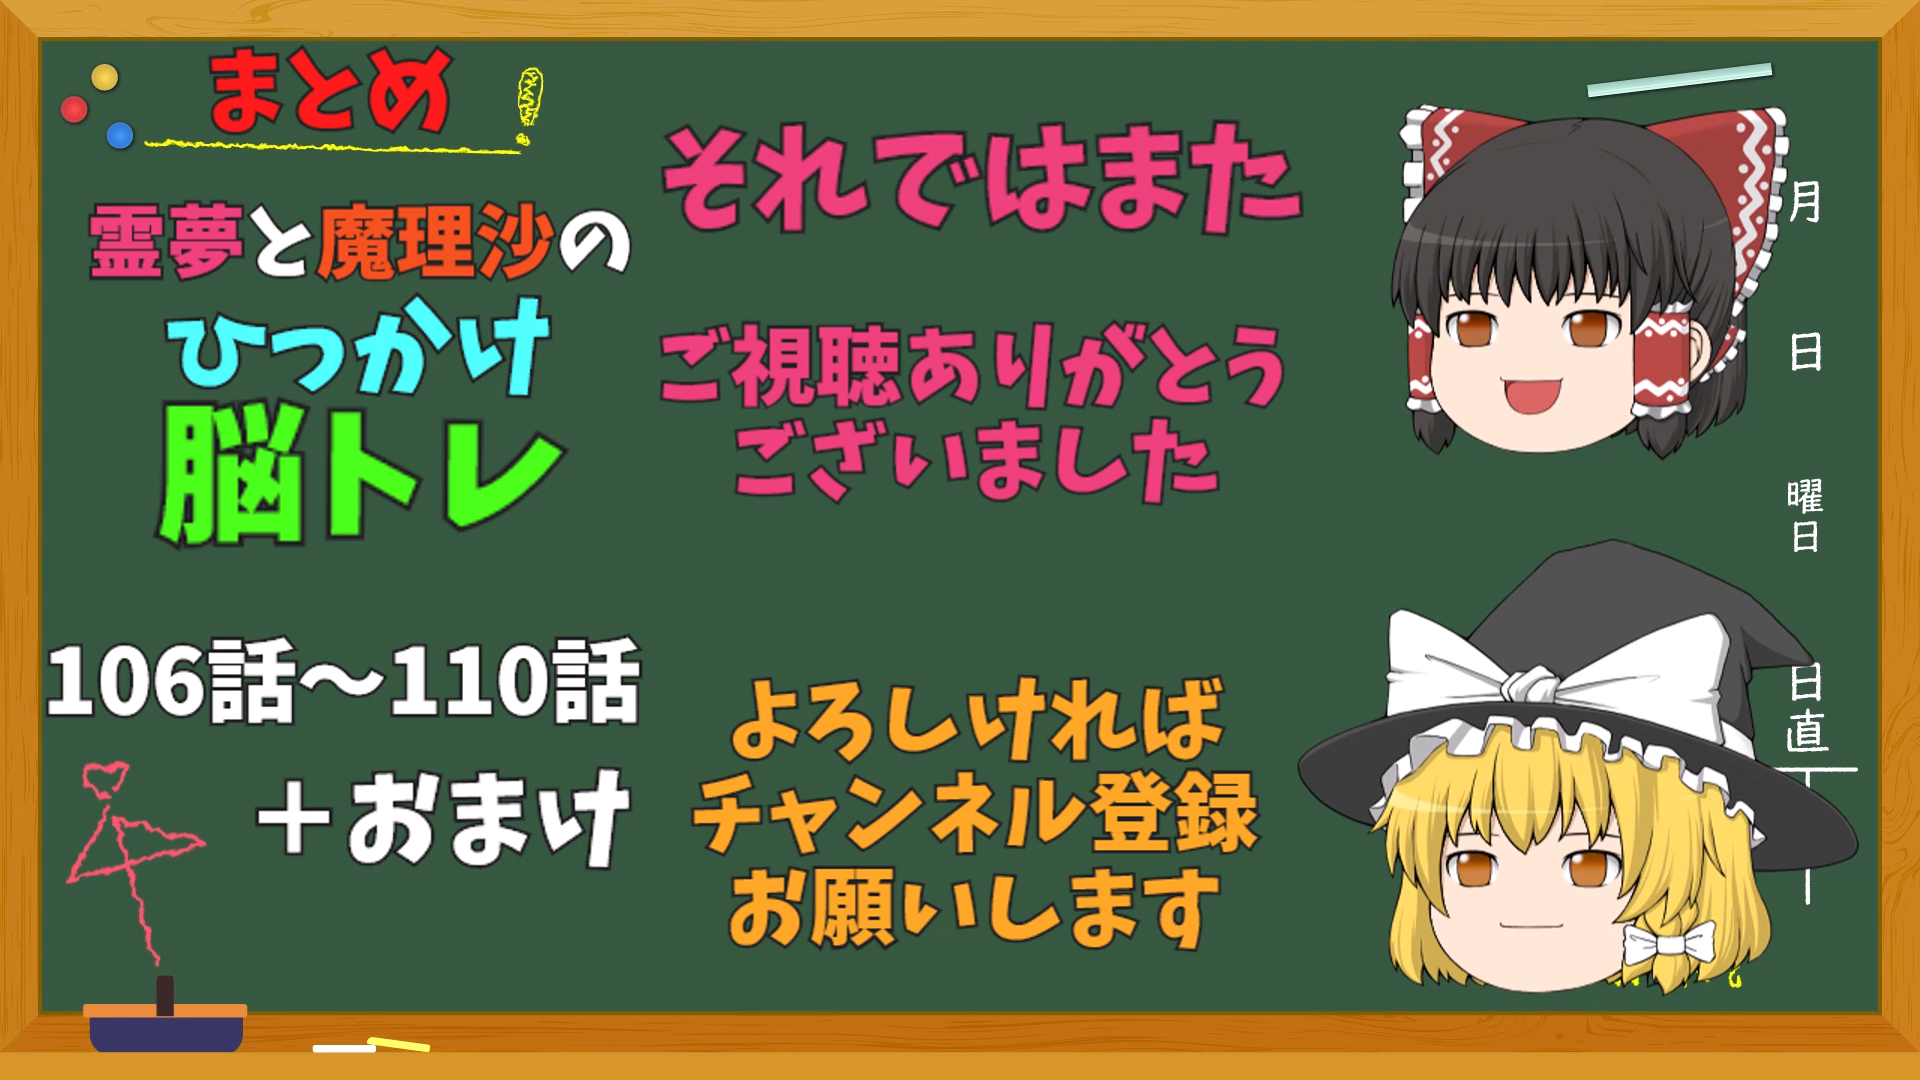 まとめ!
霊夢と魔理沙の
ひっかけ
脳トレ
106話～110話
＋おまけ
それではまた
ご視聴ありがとう
ございました
よろしければ
チャンネル登録
お願いします
月
日
曜日
日直